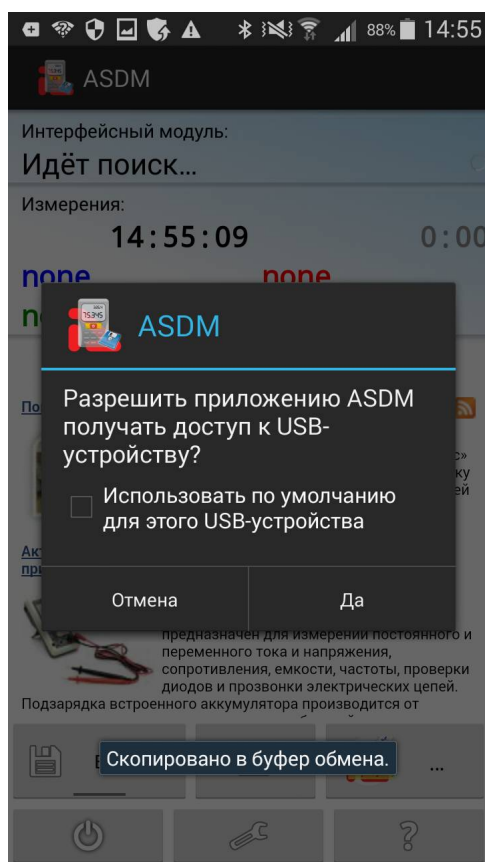 88% 14:55
ASDM
Интерфейсный модуль:
Идёт поиск...
Измерения:
14:55:09 0:00
none none
ASDM
Разрешить приложению ASDM
получать доступ к USB-
устройству?
Использовать по умолчанию
для этого USB-устройства
Отмена Да
предназначен для измерений постоянного и
переменного тока и напряжения,
сопротивления, емкости, частоты, проверки
диодов и прозвонки электрических цепей.
Подзарядка встроенного аккумулятора производится от
Скопировано в буфер обмена.
...
?